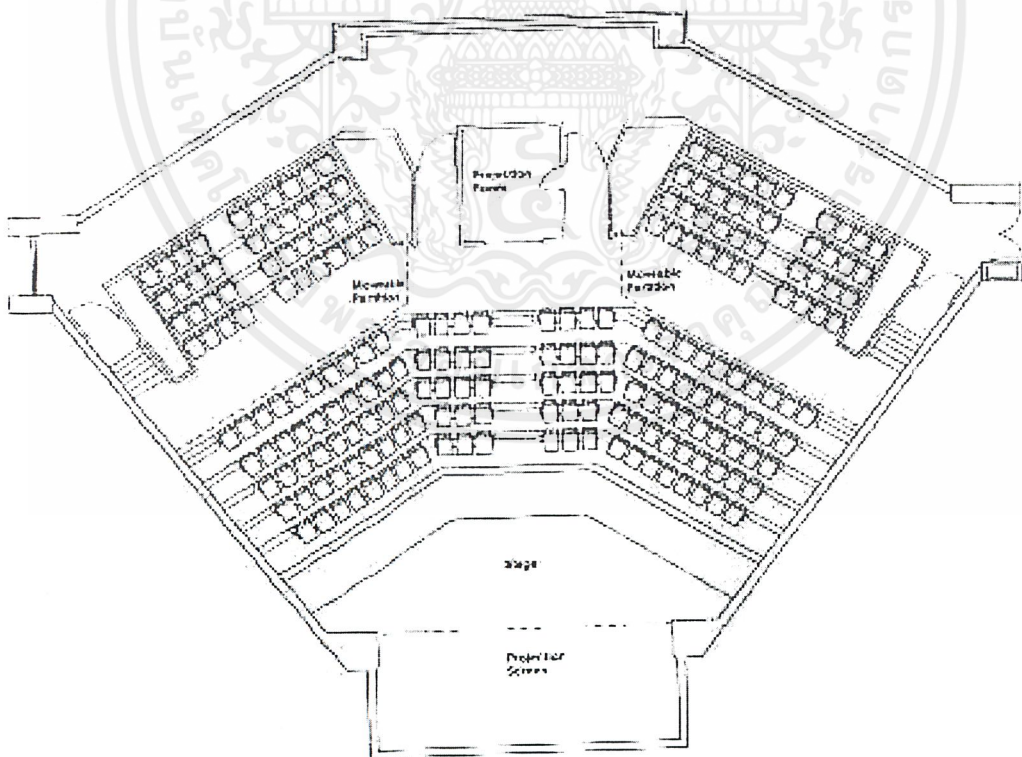 Projection
Room
Moveable
Partition
Moveable
Partition
Stage
Projection
Screen